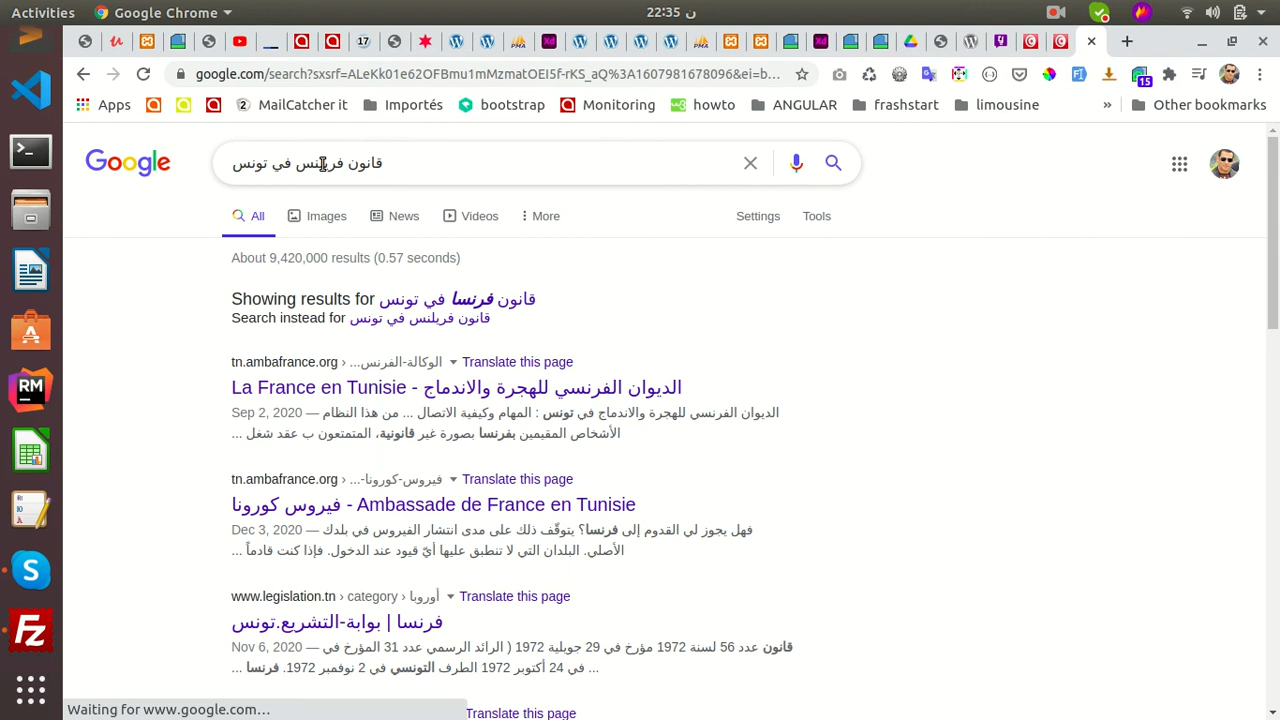 Activities Google Chrome 22:35 ن
17
google.com/search?sxsrf=ALeKk01e62OFBmu1mMzmatOEI5f-rKS_aQ%3A1607981678096&ei=b... 15
Apps 2 MailCatcher it Importés bootstrap Monitoring howto ANGULAR frashstart limousine » Other bookmarks
Google قانون فريلنس في تونس
All Images News Videos More Settings Tools
About 9,420,000 results (0.57 seconds)
Showing results for قانون فرنسا في تونس
Search instead for قانون فريلنس في تونس
tn.ambafrance.org › الوكالة-الفرنس... Translate this page
La France en Tunisie - الديوان الفرنسي للهجرة والاندماج
Sep 2, 2020 — الديوان الفرنسي للهجرة والاندماج في تونس : المهام وكيفية الاتصال ... من هذا النظام
الأشخاص المقيمين بفرنسا بصورة غير قانونية، المتمتعون ب عقد شغل ...
tn.ambafrance.org › فيروس-كورونا-... Translate this page
فيروس كورونا - Ambassade de France en Tunisie
Dec 3, 2020 — فهل يجوز لي القدوم إلى فرنسا؟ يتوقّف ذلك على مدى انتشار الفيروس في بلدك
الأصلي. البلدان التي لا تنطبق عليها أيّ قيود عند الدخول. فإذا كنت قادماً ...
www.legislation.tn › category › أوروبا Translate this page
فرنسا | بوابة-التشريع.تونس
Nov 6, 2020 — قانون عدد 56 لسنة 1972 مؤرخ في 29 جويلية 1972 ( الرائد الرسمي عدد 31 المؤرخ في
... في 24 أكتوبر 1972 الطرف التونسي في 2 نوفمبر 1972. فرنسا ...
Waiting for www.google.com… Translate this page